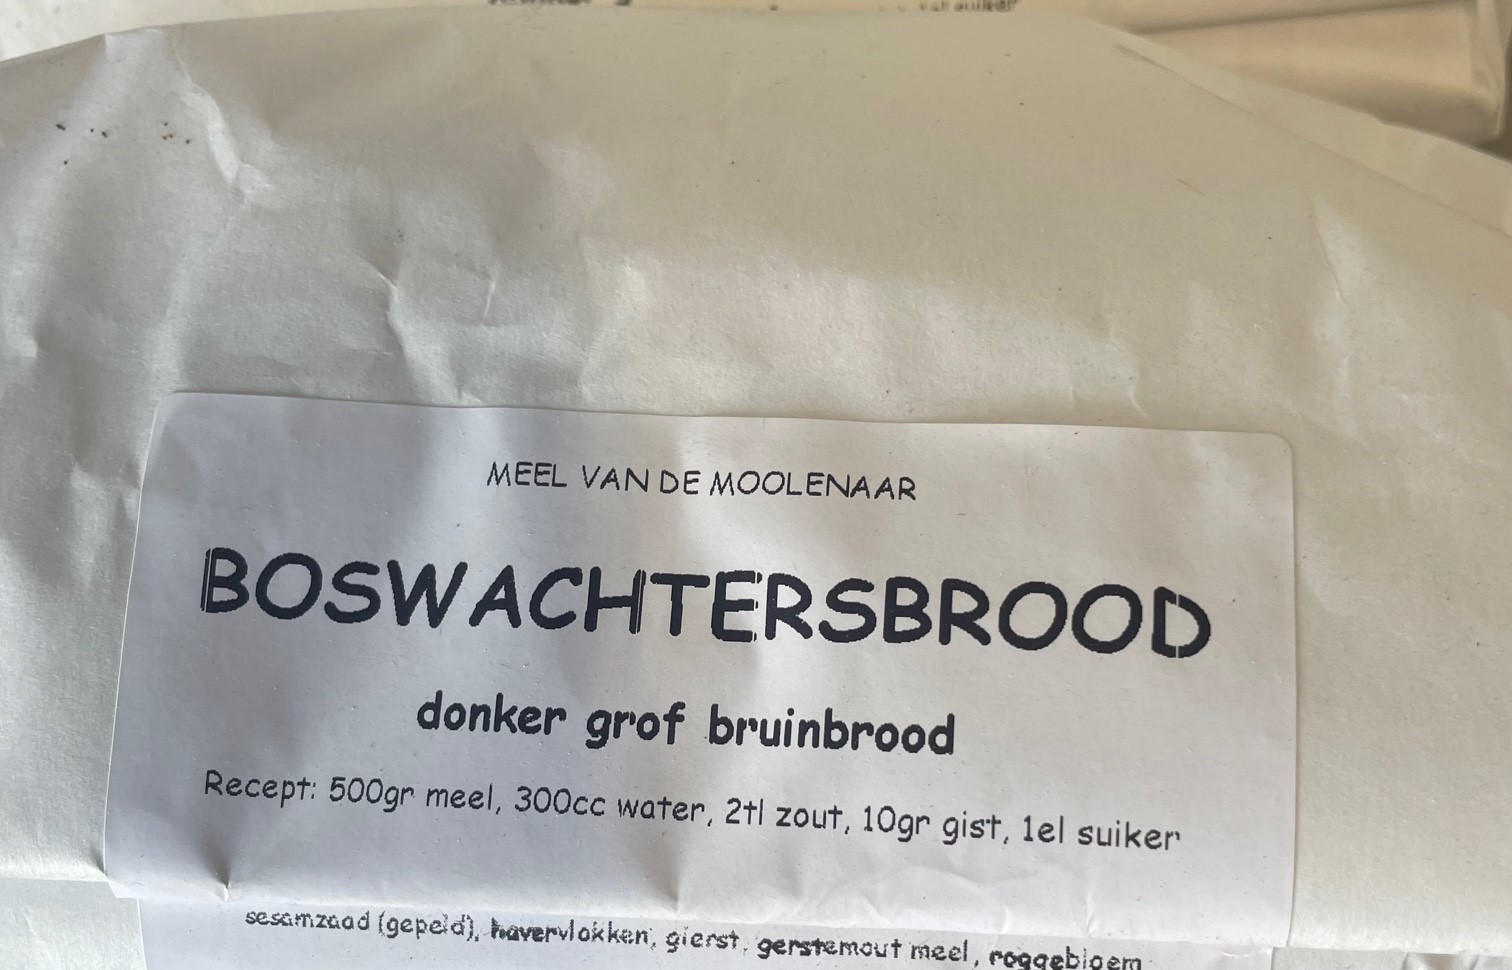 MEEL VAN DE MOOLENAAR
BOSWACHTERSBROOD
donker grof bruinbrood
Recept: 500gr meel, 300cc water, 2tl zout, 10gr gist, 1el suiker
sesamzaad (gepeld), havervlokken, gierst, gerstemout meel, roggebloem